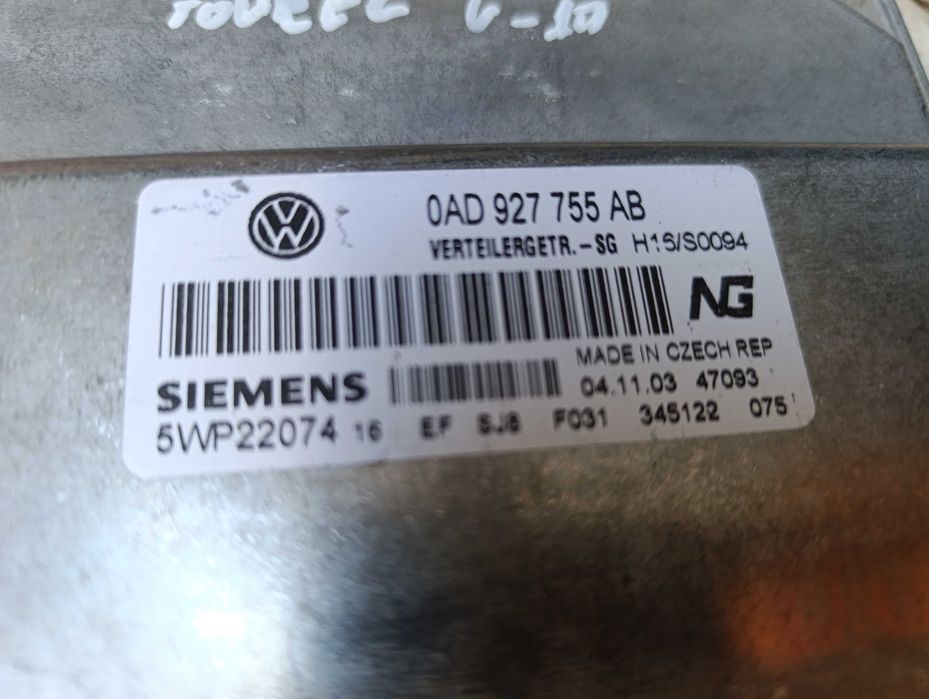 0AD 927 755 AB
VERTEILERGETR.-SG H16/S0094
NG
MADE IN CZECH REP
SIEMENS 04.11.03 47093
5WP22074 16 EF SJ8 F031 345122 075